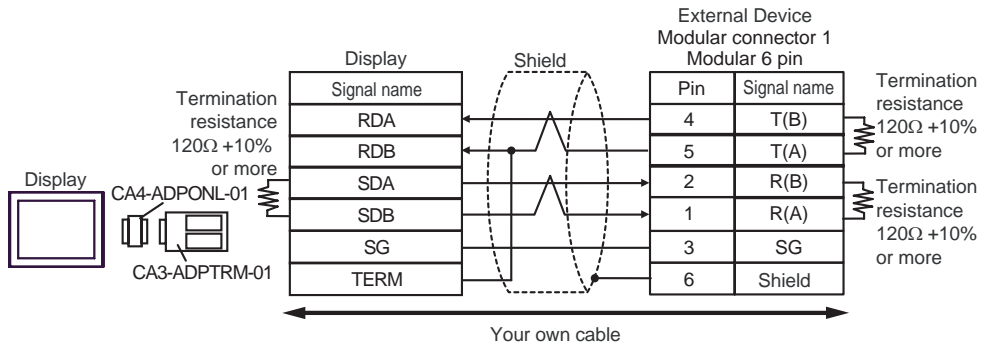 External Device
Modular connector 1
Modular 6 pin
Display
Shield
Signal name
Pin
Signal name
RDA
4
T(B)
RDB
5
T(A)
SDA
2
R(B)
SDB
1
R(A)
SG
3
SG
TERM
6
Shield
Termination
resistance
120Ω +10%
or more
Termination
resistance
120Ω +10%
or more
Termination
resistance
120Ω +10%
or more
Display
CA4-ADPONL-01
CA3-ADPTRM-01
Your own cable